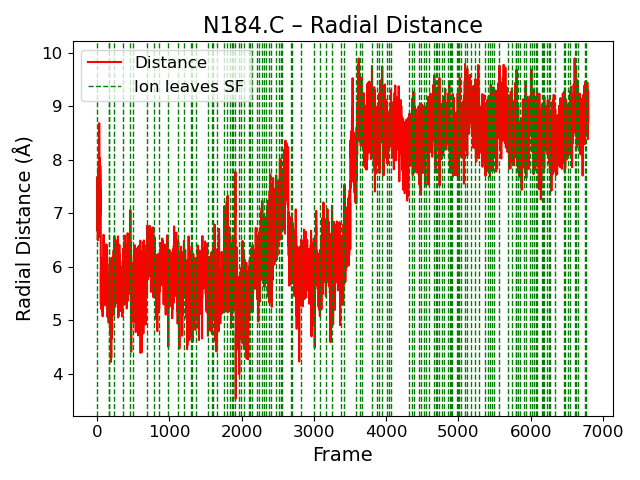 N184.C – Radial Distance
Distance
Ion leaves SF
Radial Distance (Å)
10
9
8
7
6
5
4
0 1000 2000 3000 4000 5000 6000 7000
Frame